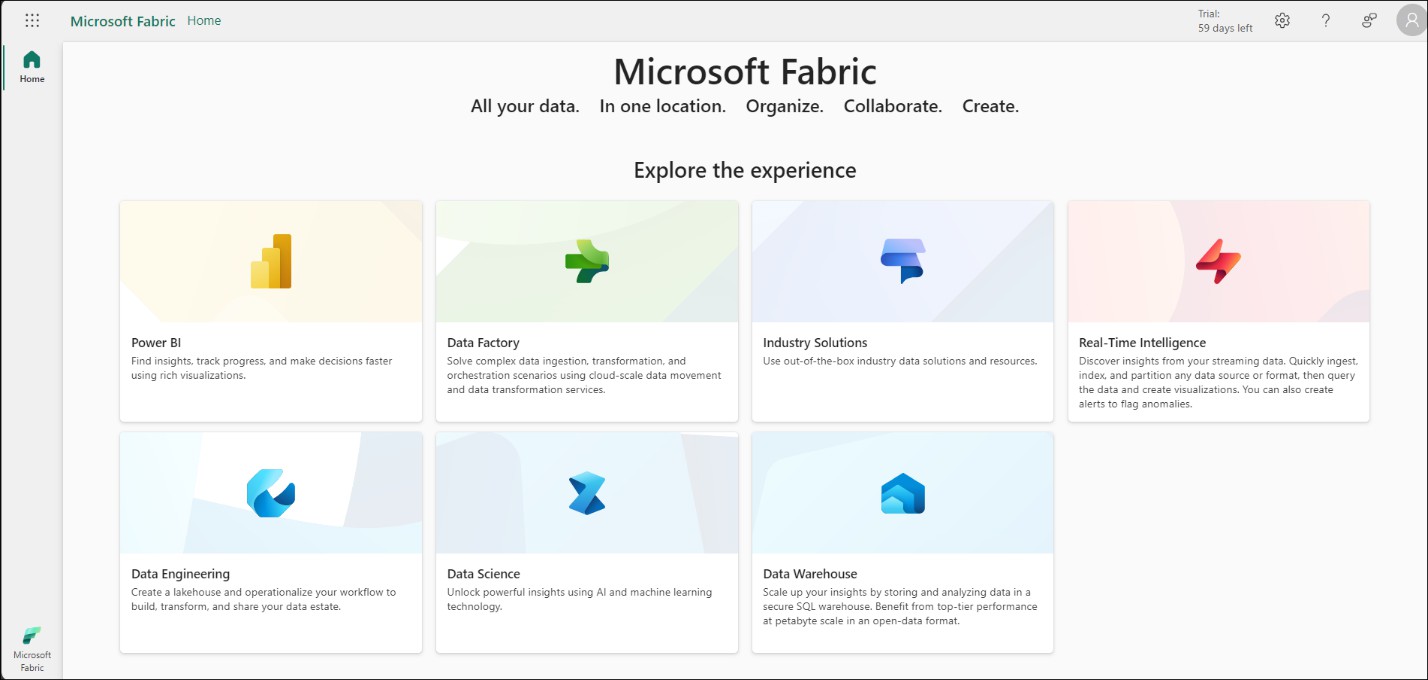 Microsoft Fabric Home
Trial:
59 days left
?
Home
Microsoft Fabric
All your data. In one location. Organize. Collaborate. Create.
Explore the experience
Power BI
Find insights, track progress, and make decisions faster
using rich visualizations.
Data Factory
Solve complex data ingestion, transformation, and
orchestration scenarios using cloud-scale data movement
and data transformation services.
Industry Solutions
Use out-of-the-box industry data solutions and resources.
Real-Time Intelligence
Discover insights from your streaming data. Quickly ingest,
index, and partition any data source or format, then query
the data and create visualizations. You can also create
alerts to flag anomalies.
Data Engineering
Create a lakehouse and operationalize your workflow to
build, transform, and share your data estate.
Data Science
Unlock powerful insights using AI and machine learning
technology.
Data Warehouse
Scale up your insights by storing and analyzing data in a
secure SQL warehouse. Benefit from top-tier performance
at petabyte scale in an open-data format.
Microsoft
Fabric